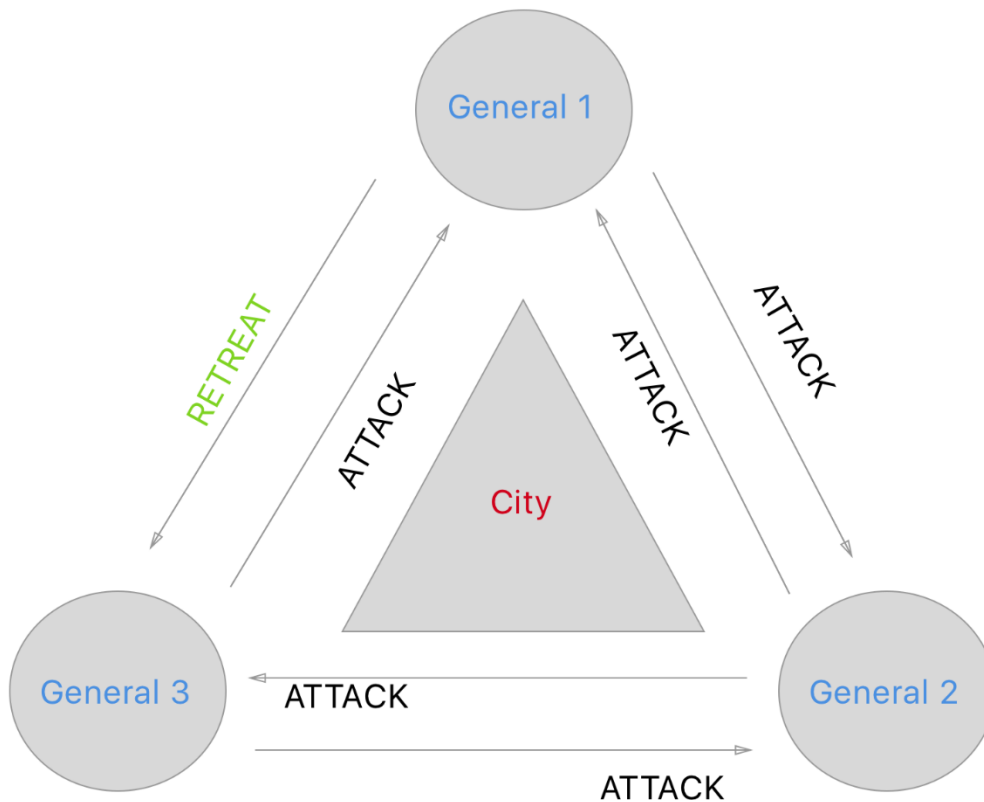 General 1
RETREAT
ATTACK
ATTACK
ATTACK
City
General 3
ATTACK
General 2
ATTACK